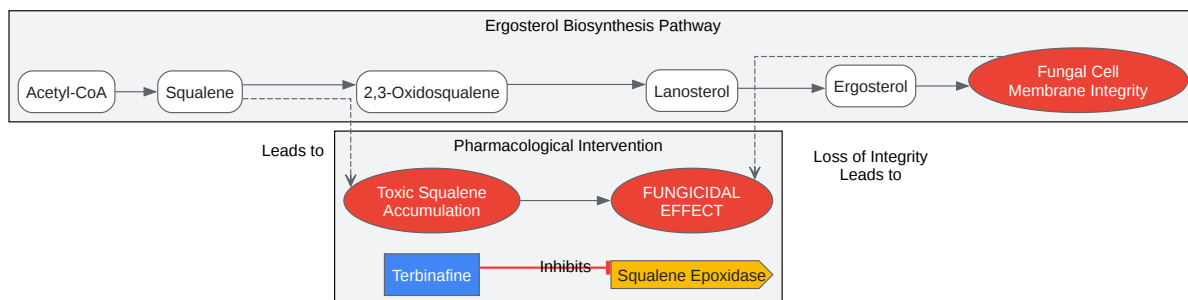 Ergosterol Biosynthesis Pathway
Acetyl-CoA
Squalene
2,3-Oxidosqualene
Lanosterol
Ergosterol
Fungal Cell
Membrane Integrity
Leads to
Pharmacological Intervention
Loss of Integrity
Leads to
Toxic Squalene
Accumulation
FUNGICIDAL
EFFECT
Terbinafine
Inhibits
Squalene Epoxidase